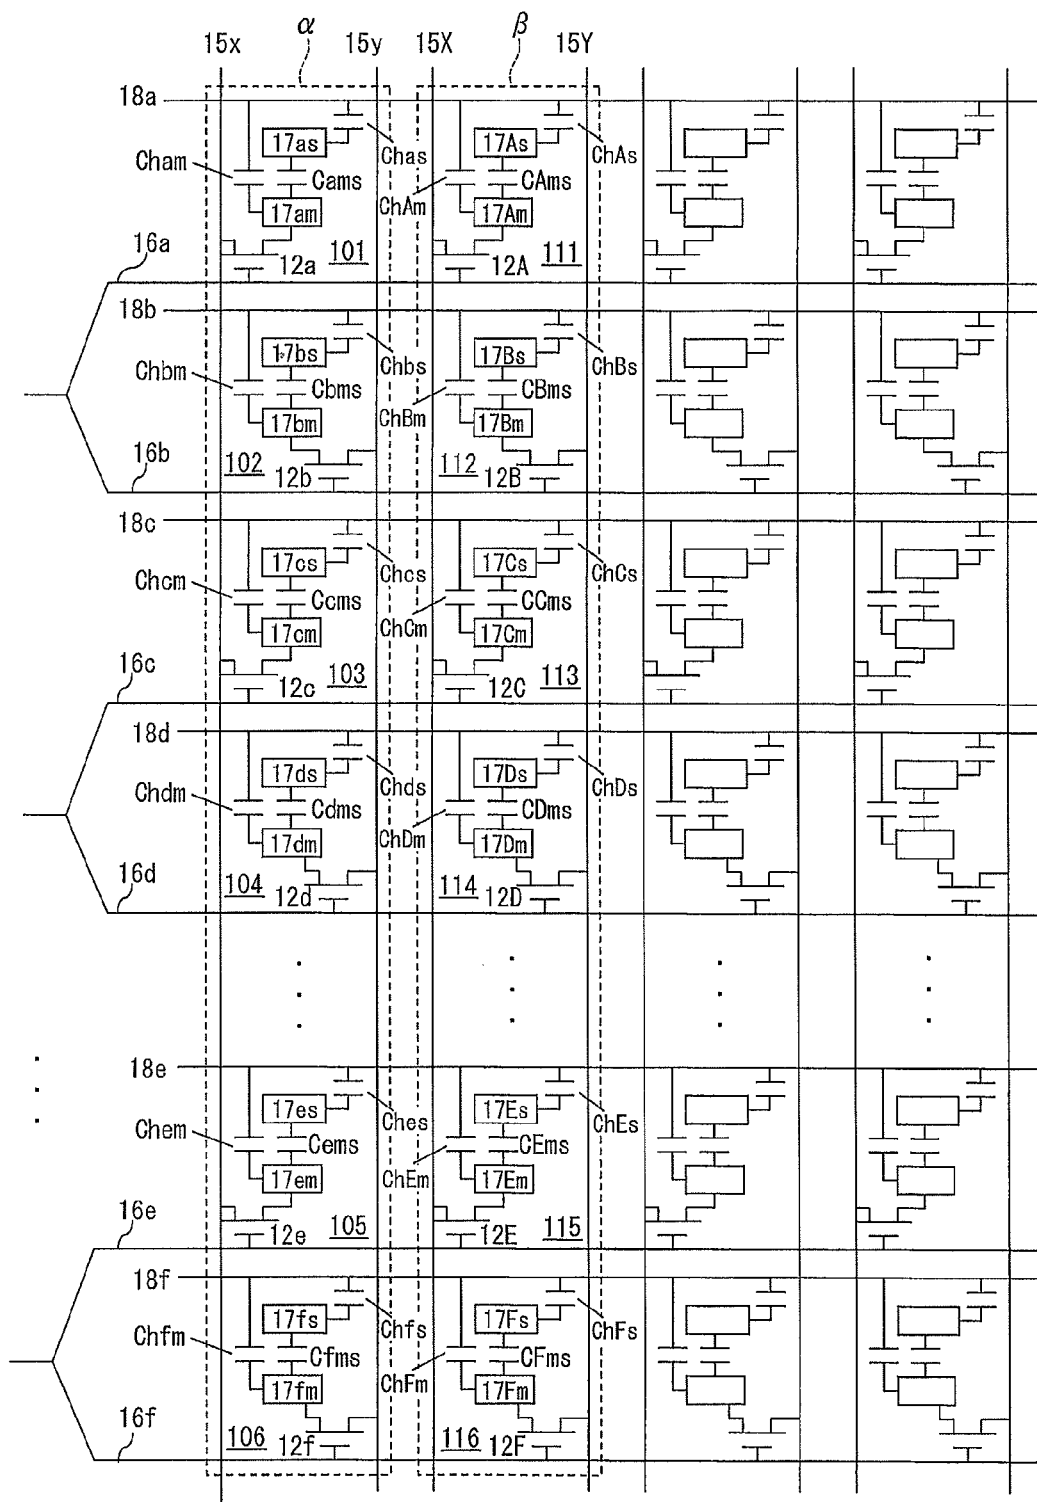 α β
15x 15y 15X 15Y
18a
17as Chas 17As ChAs
Cham Cams ChAm CAms
17am 17Am
16a 12a 101 12A 111
18b
17bs Chbs 17Bs ChBs
Chbm Cbms ChBm CBms
17bm 17Bm
16b 102 12b 112 12B
18c
17cs Chcs 17Cs ChCs
Chcm Ccms ChCm CCms
17cm 17Cm
16c 12c 103 12C 113
18d
17ds Chds 17Ds ChDs
Chdm Cdms ChDm CDms
17dm 17Dm
16d 104 12d 114 12D
18e
17es Ches 17Es ChEs
Chem Cems ChEm CEms
17em 17Em
16e 12e 105 12E 115
18f
17fs Chfs 17Fs ChFs
Chfm Cfms ChFm CFms
17fm 17Fm
16f 106 12f 116 12F